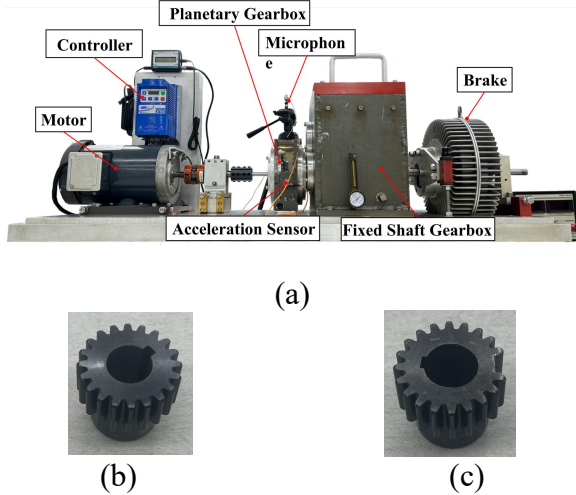 Planetary Gearbox
Controller
Microphon
e
Brake
Motor
Acceleration Sensor
Fixed Shaft Gearbox
(a)
(b)
(c)